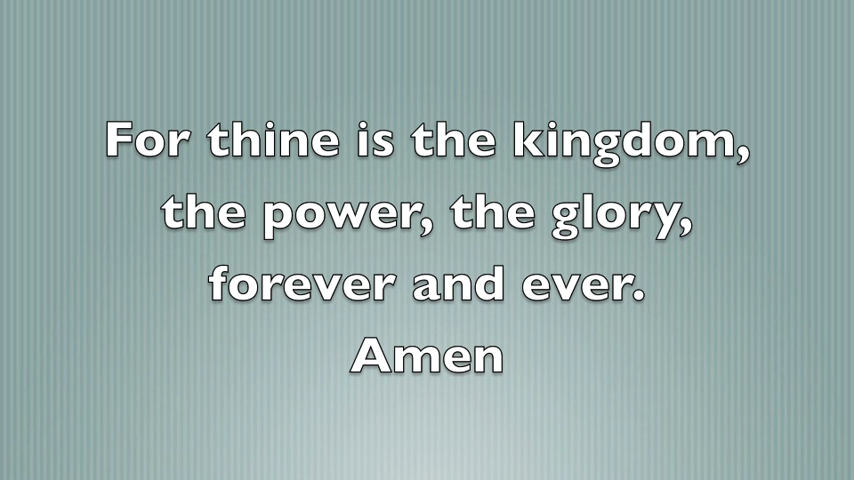 For thine is the kingdom,
the power, the glory,
forever and ever.
Amen